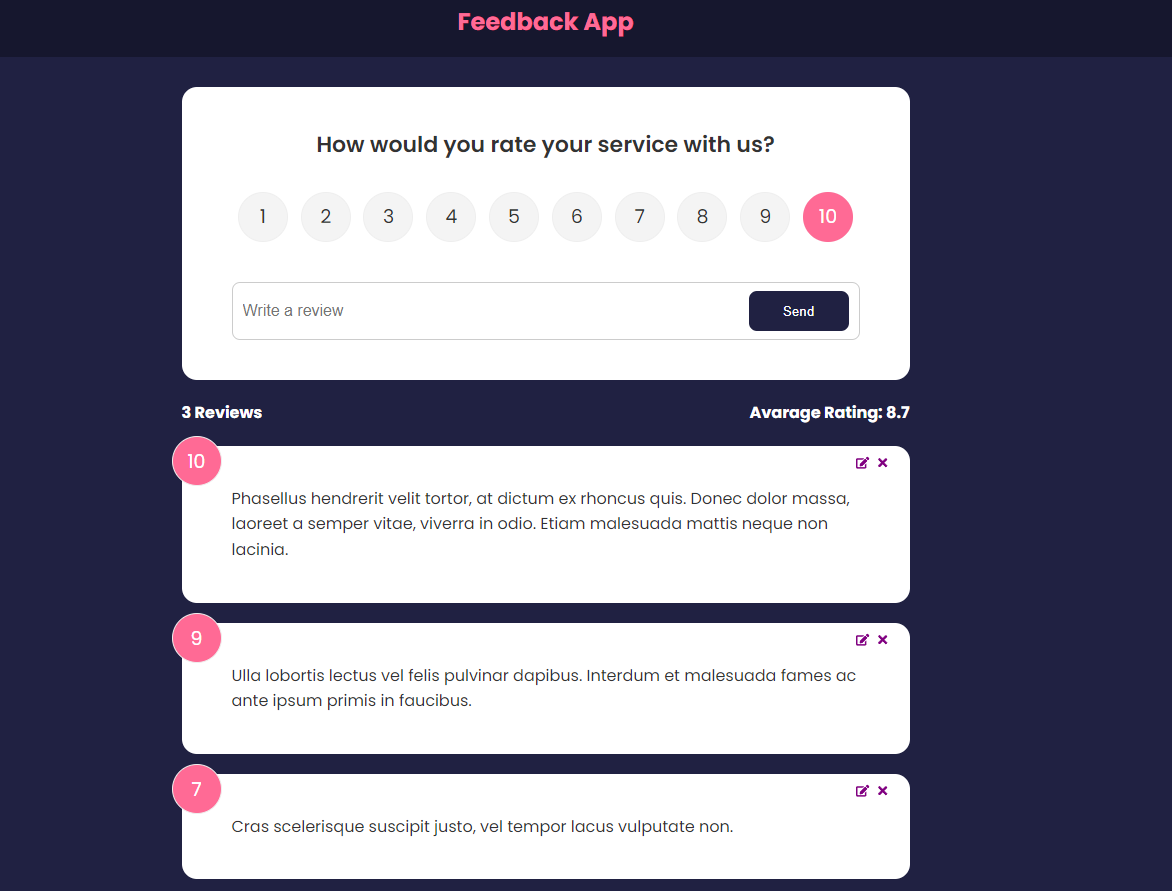 Feedback App
How would you rate your service with us?
1 2 3 4 5 6 7 8 9 10
Write a review Send
3 Reviews Avarage Rating: 8.7
10
Phasellus hendrerit velit tortor, at dictum ex rhoncus quis. Donec dolor massa,
laoreet a semper vitae, viverra in odio. Etiam malesuada mattis neque non
lacinia.
9
Ulla lobortis lectus vel felis pulvinar dapibus. Interdum et malesuada fames ac
ante ipsum primis in faucibus.
7
Cras scelerisque suscipit justo, vel tempor lacus vulputate non.